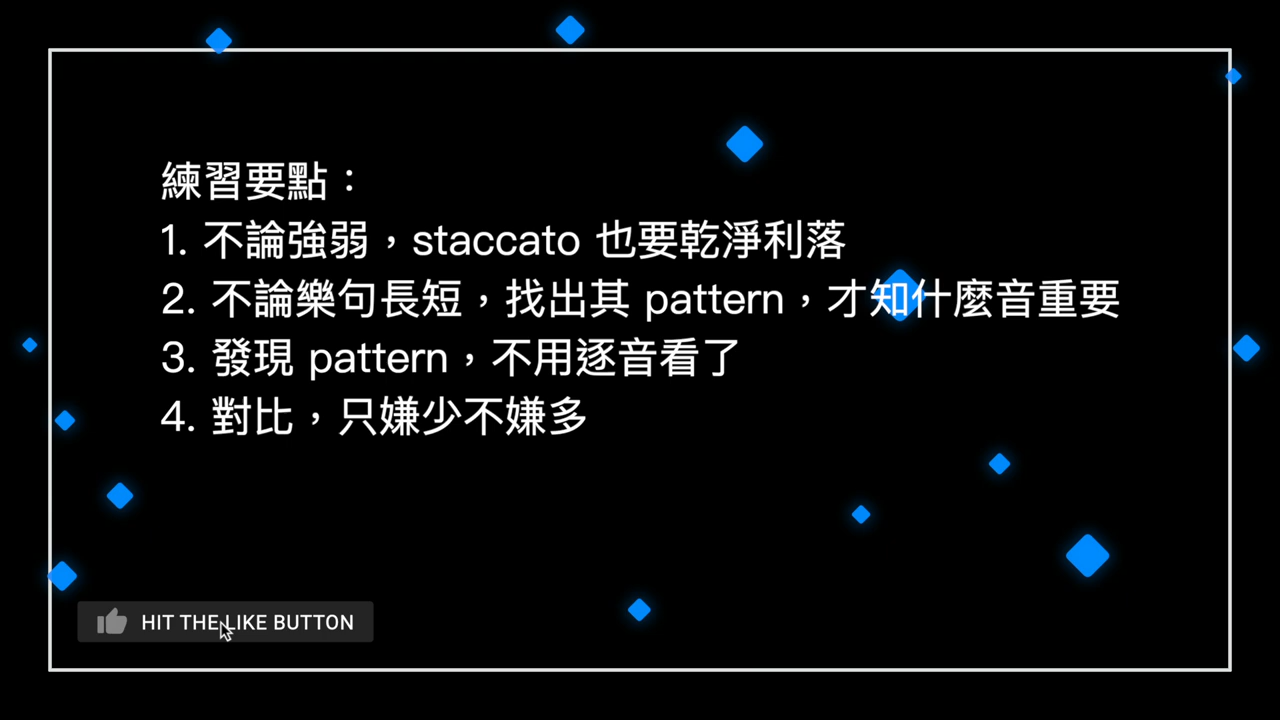 練習要點：
1. 不論強弱，staccato 也要乾淨利落
2. 不論樂句長短，找出其 pattern，才知什麼音重要
3. 發現 pattern，不用逐音看了
4. 對比，只嫌少不嫌多
HIT THE LIKE BUTTON